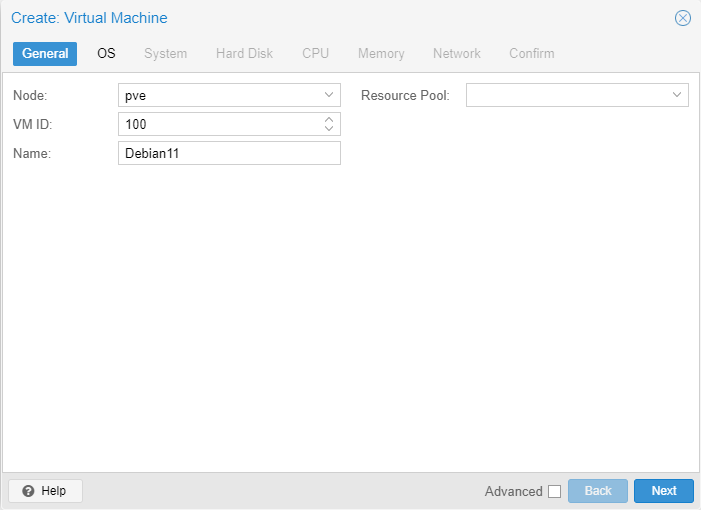 Create: Virtual Machine
General OS System Hard Disk CPU Memory Network Confirm
Node: pve Resource Pool:
VM ID: 100
Name: Debian11
? Help Advanced Back Next